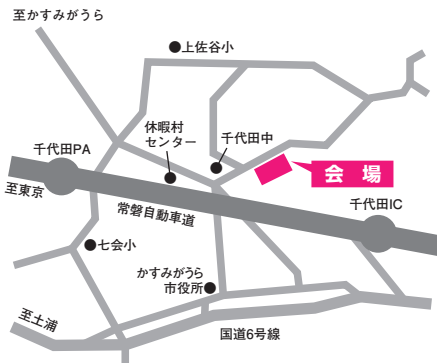 至かすみがうら
上佐谷小
休暇村
センター
千代田中
千代田PA
会場
至東京
常磐自動車道
千代田IC
七会小
かすみがうら
市役所
至土浦
国道6号線